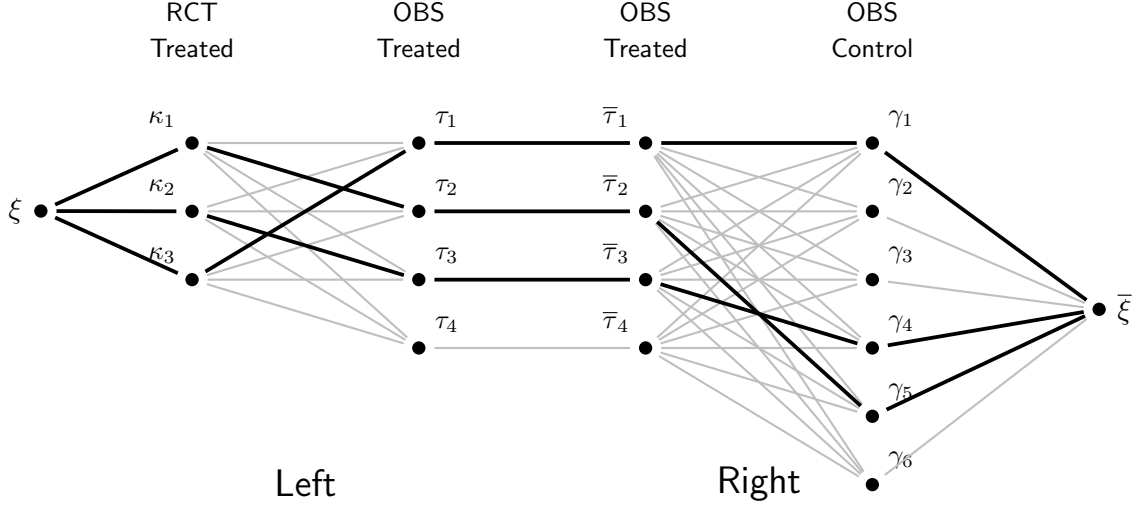 RCT OBS OBS OBS
Treated Treated Treated Control
κ1 τ1 τ̅1 γ1
κ2 τ2 τ̅2 γ2
ξ
κ3 τ3 τ̅3 γ3
ξ̅
τ4 τ̅4 γ4
γ5
γ6
Left Right